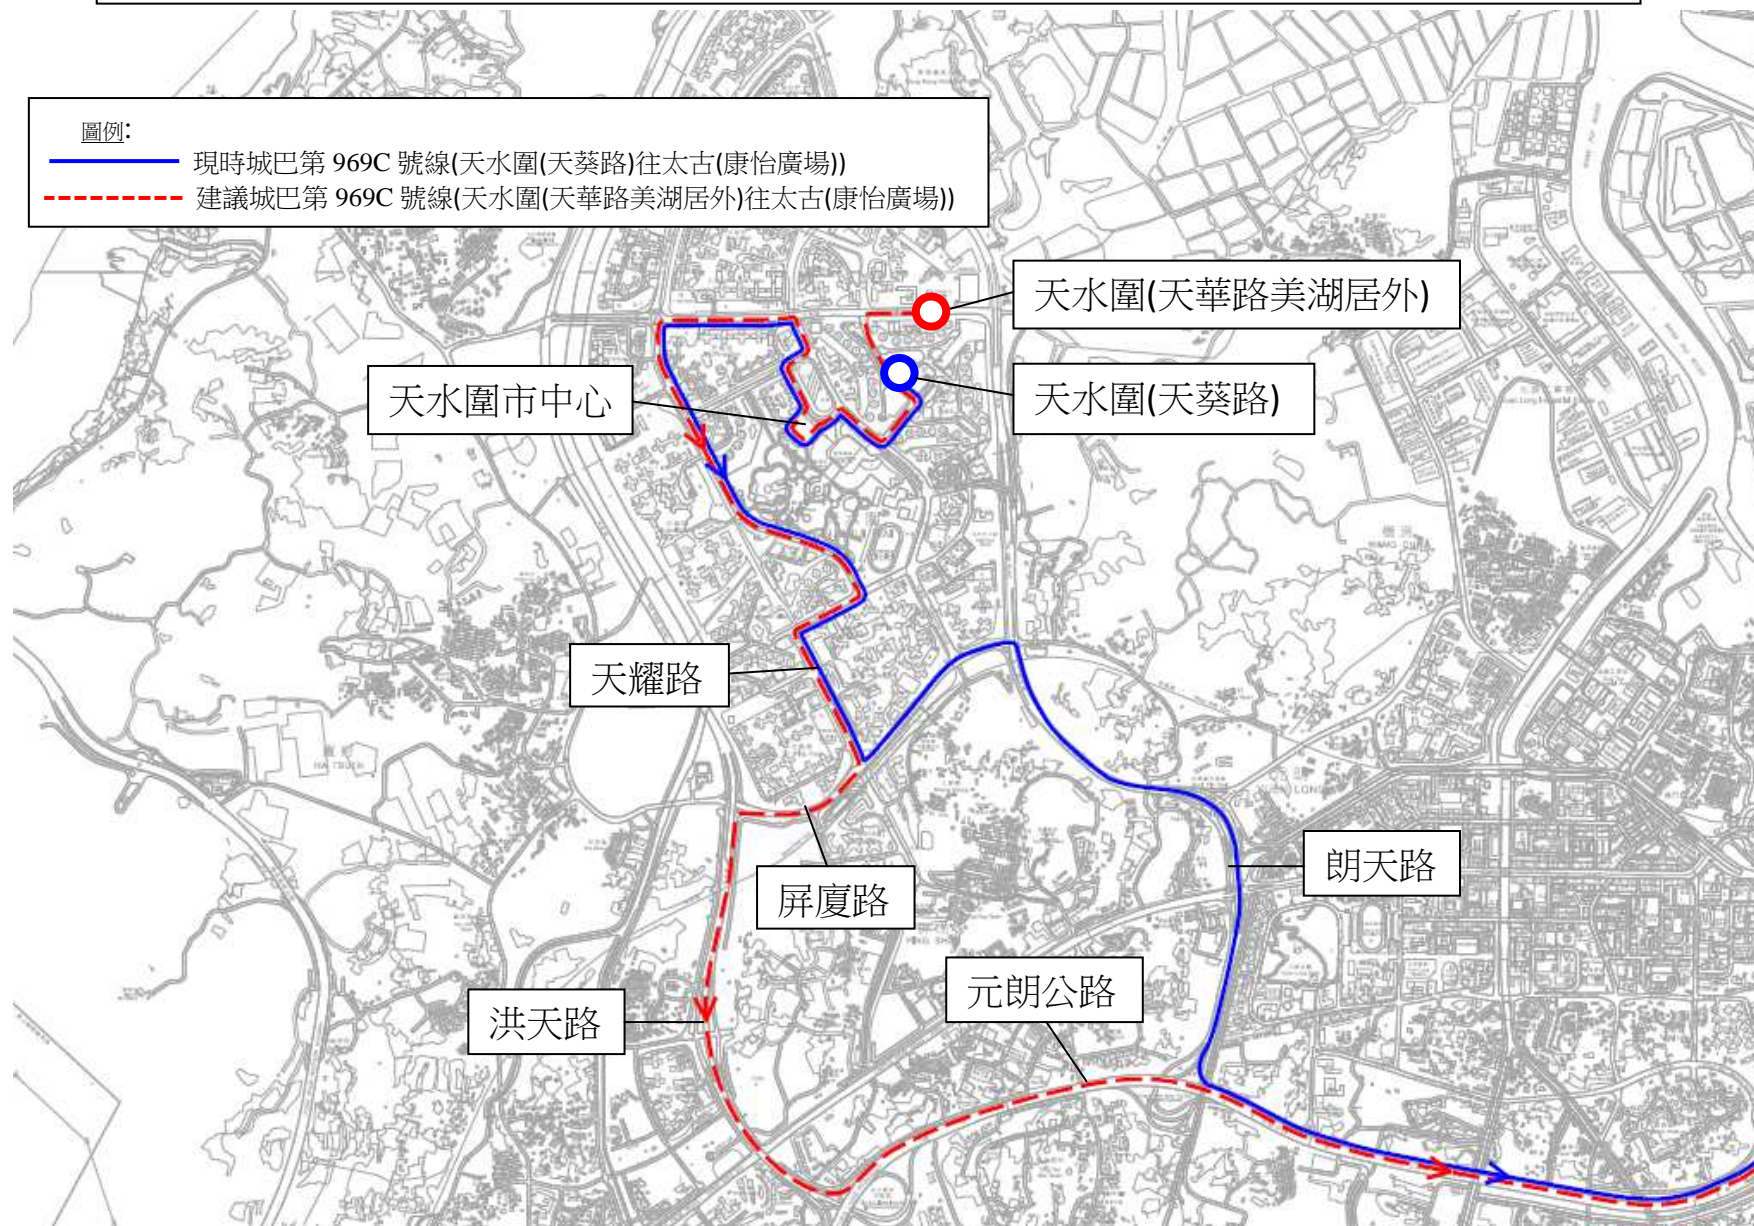 圖例:
現時城巴第 969C 號線(天水圍(天葵路)往太古(康怡廣場))
建議城巴第 969C 號線(天水圍(天華路美湖居外)往太古(康怡廣場))
天水圍(天華路美湖居外)
天水圍市中心
天水圍(天葵路)
天耀路
朗天路
屏廈路
元朗公路
洪天路